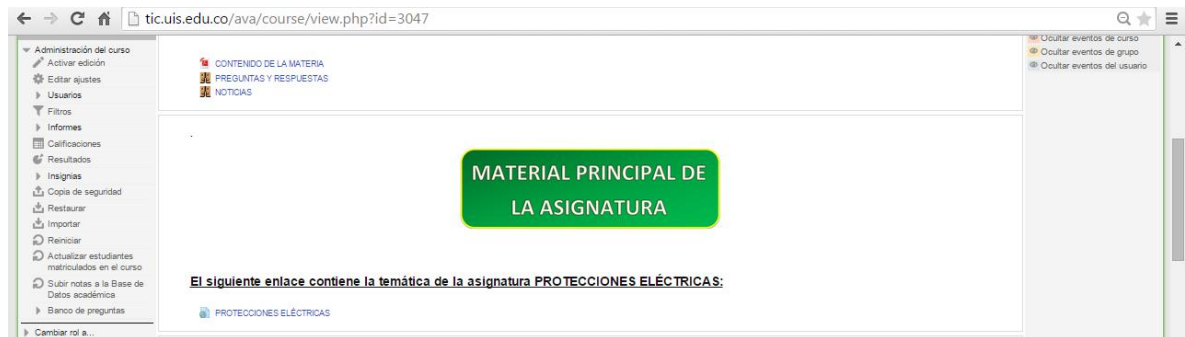 tic.uis.edu.co/ava/course/view.php?id=3047
Administración del curso
Activar edición
Editar ajustes
Usuarios
Filtros
Informes
Calificaciones
Resultados
Insignias
Copia de seguridad
Restaurar
Importar
Reiniciar
Actualizar estudiantes
matriculados en el curso
Subir notas a la Base de
Datos académica
Banco de preguntas
Cambiar rol a...
CONTENIDO DE LA MATERIA
PREGUNTAS Y RESPUESTAS
NOTICIAS
.
MATERIAL PRINCIPAL DE
LA ASIGNATURA
El siguiente enlace contiene la temática de la asignatura PROTECCIONES ELÉCTRICAS:
PROTECCIONES ELÉCTRICAS
Ocultar eventos de curso
Ocultar eventos de grupo
Ocultar eventos del usuario